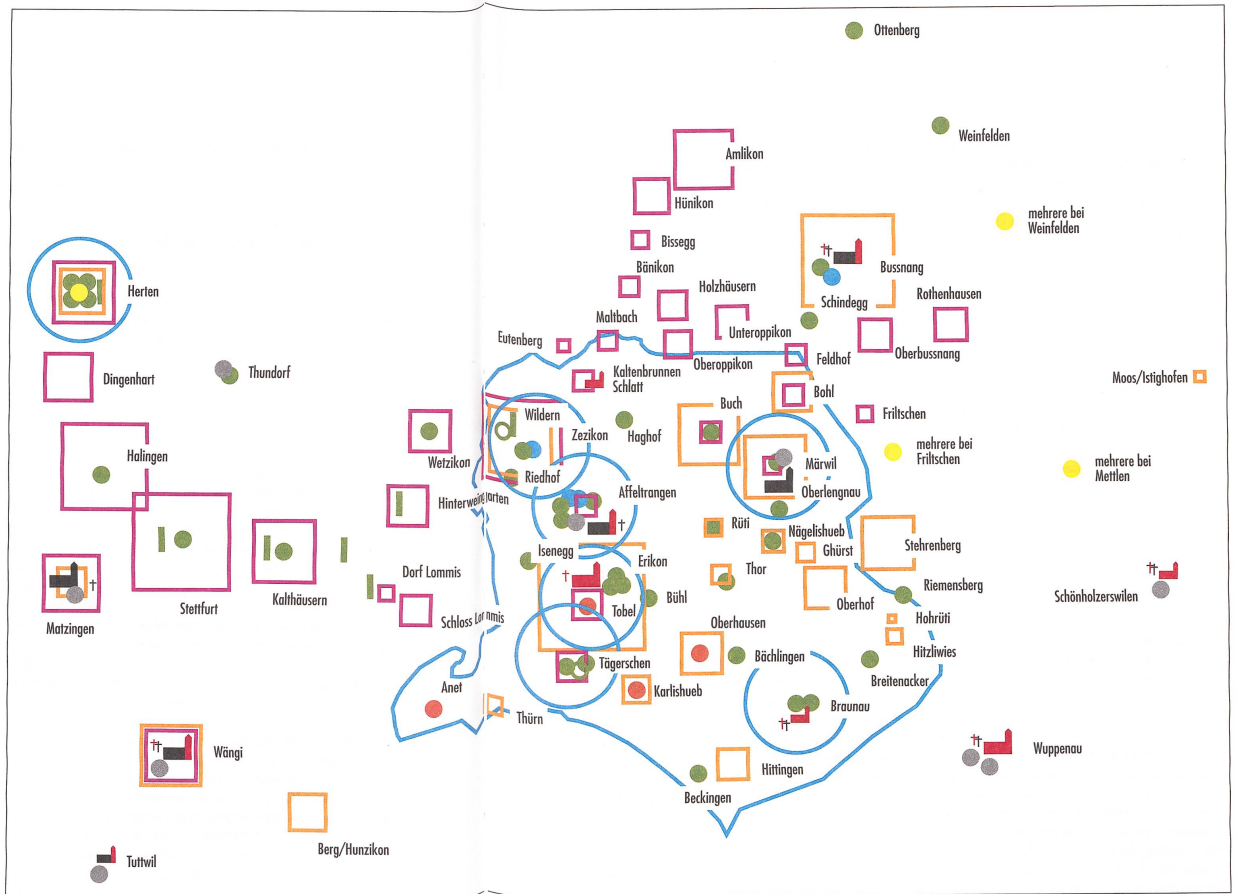 Ottenberg
Weinfelden
Amlikon
Hünikon
mehrere bei
Weinfelden
Bissegg
Bänikon
Bussnang
Herten
Holzhäusern
Rothenhausen
Schindegg
Maltbach
Unteroppikon
Eutenberg
Oberbussnang
Oberoppikon
Feldhof
Thundorf
Kaltenbrunnen
Schlatt
Dingenhart
Moos/Istighofen
Bohl
Buch
Wildern
Friltschen
Haghof
Zezikon
mehrere bei
Friltschen
Halingen
Wetzikon
Märwil
mehrere bei
Mettlen
Riedhof
Affeltrangen
Oberlengnau
Hinterweingarten
Rüti
Nägelishueb
Stehrenberg
Isenegg
Erikon
Ghürst
Dorf Lommis
Thor
Riemensberg
Schönholzerswilen
Kalthäusern
Stettfurt
Bühl
Oberhof
Tobel
Matzingen
Schloss Lommis
Hohrüti
Oberhausen
Hitzliwies
Bächlingen
Tägerschen
Breitenacker
Anet
Karlishueb
Braunau
Thürn
Wängi
Wuppenau
Hittingen
Beckingen
Berg/Hunzikon
Tuttwil